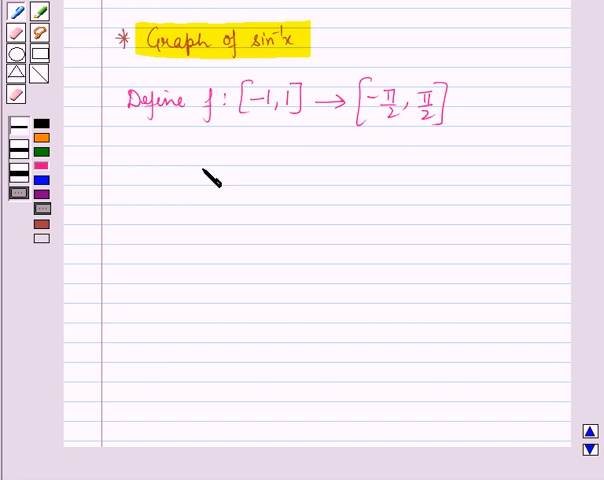 * Graph of sin⁻¹x
Define f : [-1, 1] → [-π/2, π/2]